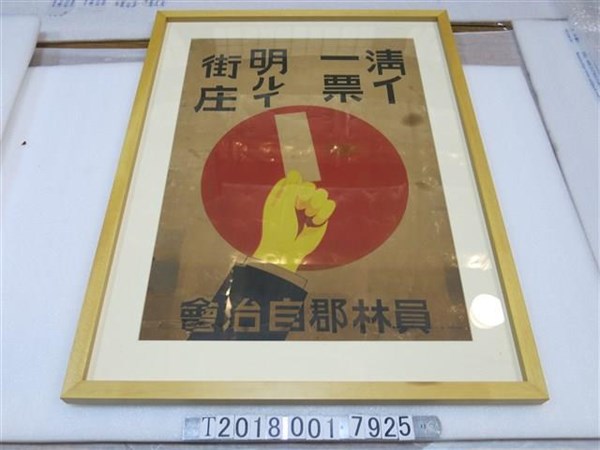 清イ
一票
明ルイ
街庄
員林郡自治會
T2018 001 7925